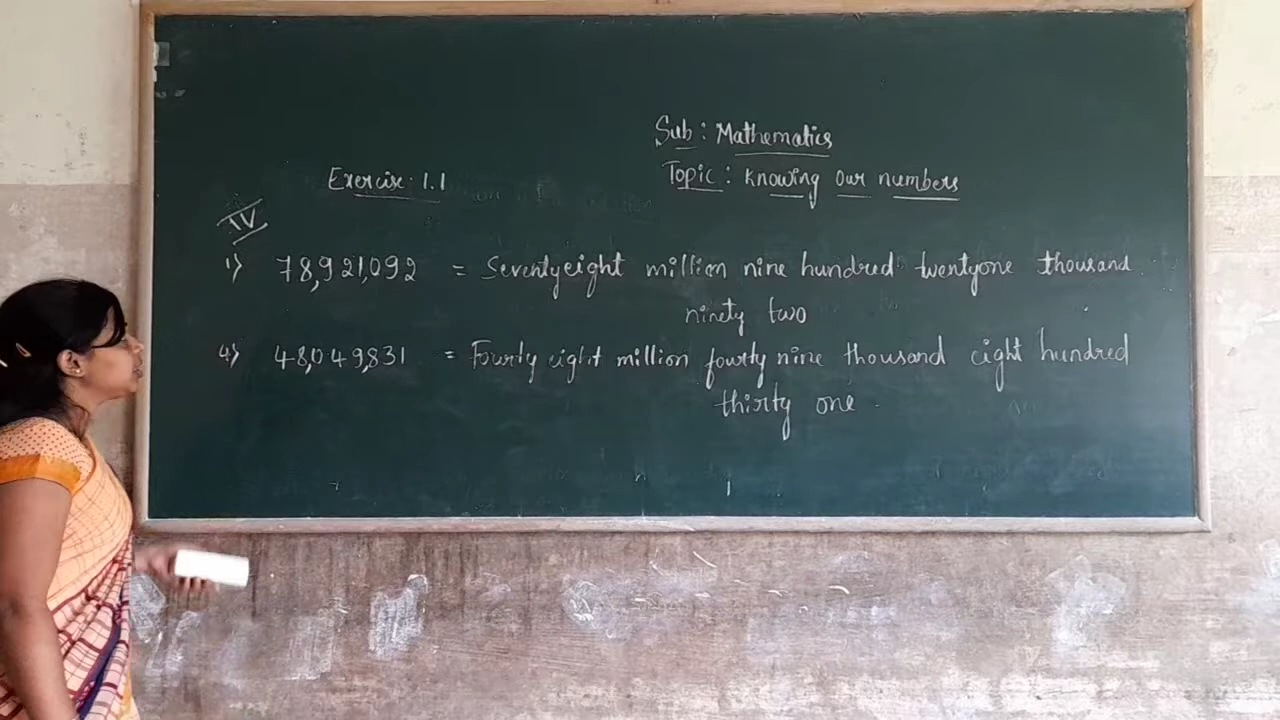 Sub : Mathematics
Topic : Knowing our numbers
Exercise 1.1
IV
1) 78,921,092 = Seventyeight million nine hundred twentyone thousand
ninety two
4) 48,049,831 = Fourty eight million fourty nine thousand eight hundred
thirty one.